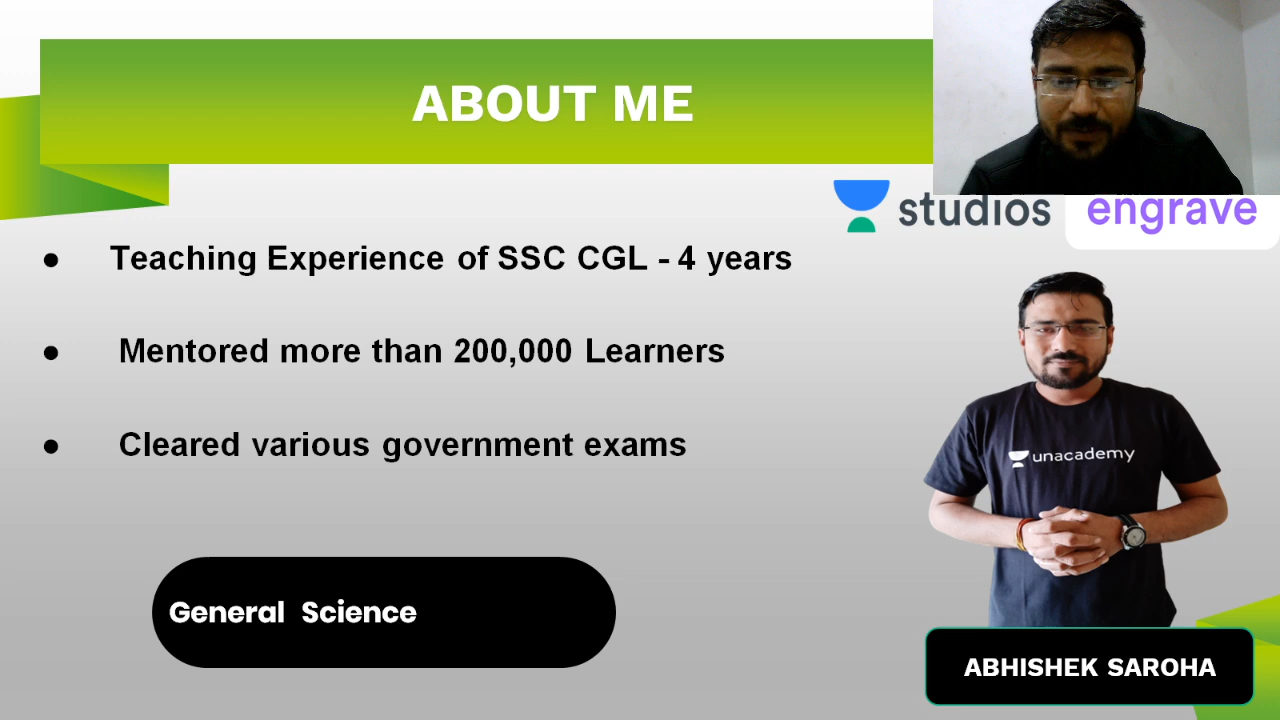 ABOUT ME
studios engrave
● Teaching Experience of SSC CGL - 4 years
● Mentored more than 200,000 Learners
● Cleared various government exams
unacademy
General Science
ABHISHEK SAROHA